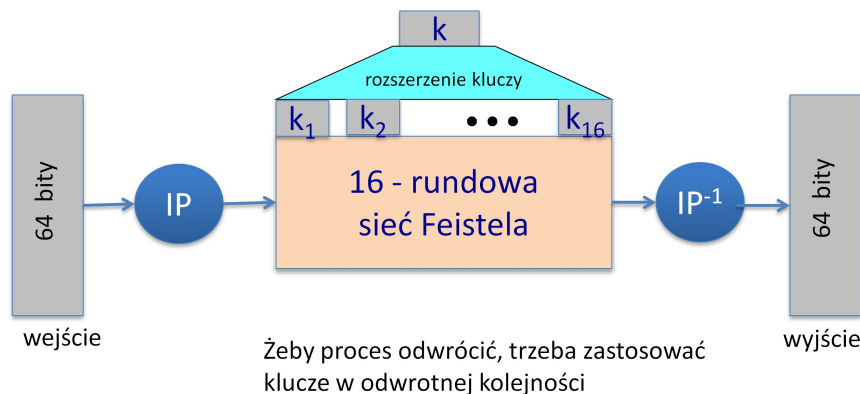 k
rozszerzenie kluczy
k₁ k₂ ... k₁₆
64 bity
IP
16 - rundowa
sieć Feistela
IP⁻¹
64 bity
wejście
wyjście
Żeby proces odwrócić, trzeba zastosować
klucze w odwrotnej kolejności